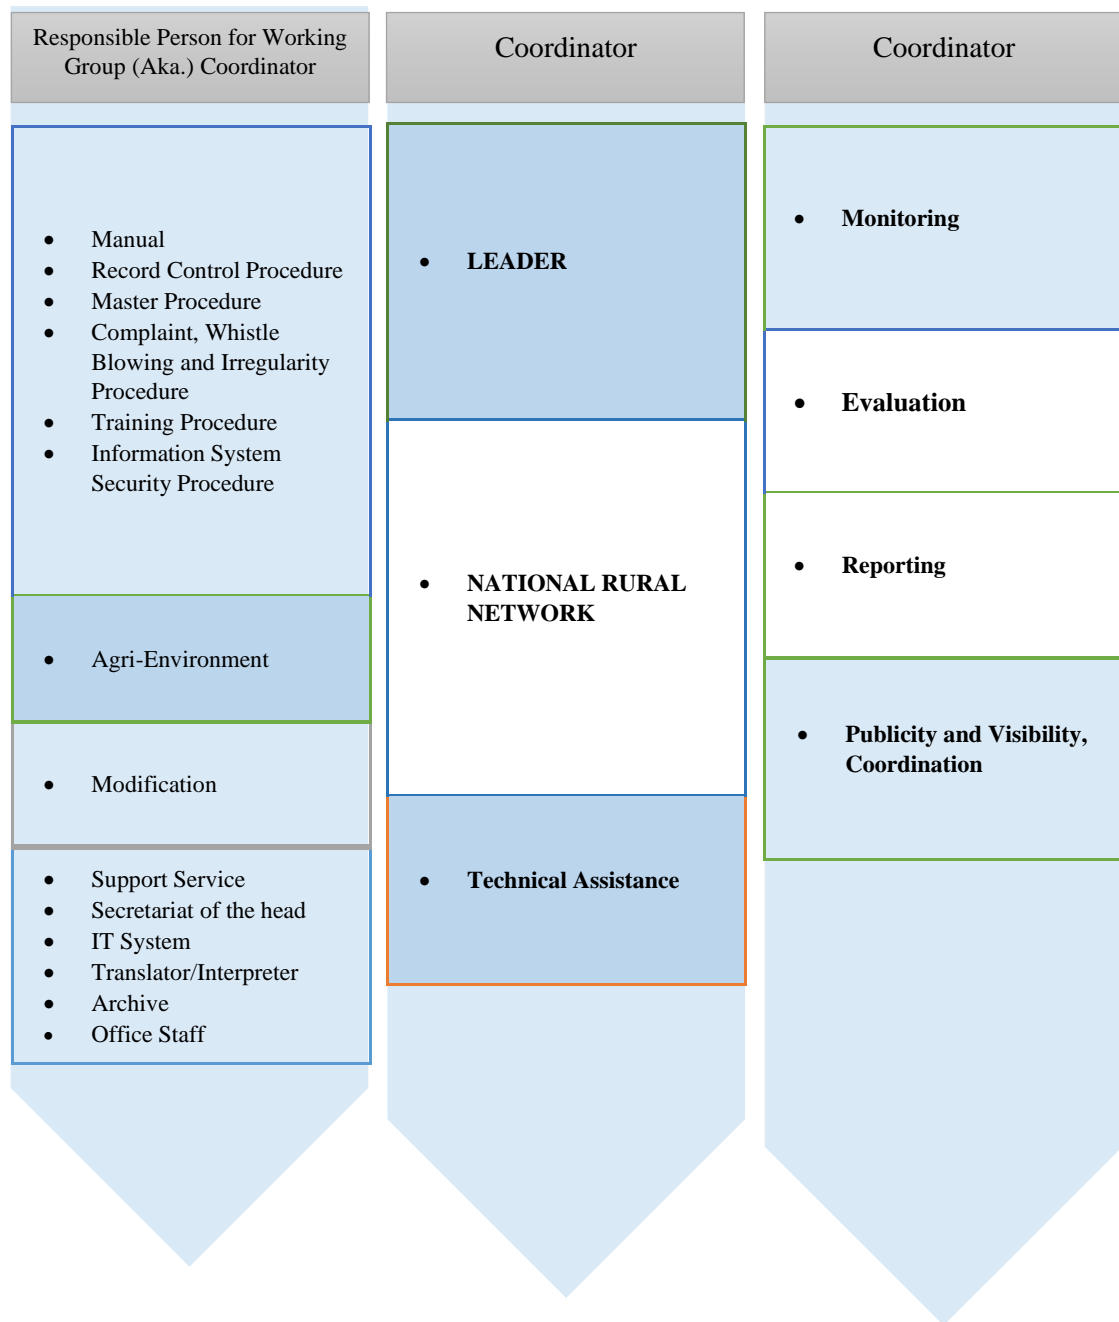 Responsible Person for Working
Group (Aka.) Coordinator
• Manual
• Record Control Procedure
• Master Procedure
• Complaint, Whistle
Blowing and Irregularity
Procedure
• Training Procedure
• Information System
Security Procedure
• Agri-Environment
• Modification
• Support Service
• Secretariat of the head
• IT System
• Translator/Interpreter
• Archive
• Office Staff
Coordinator
• LEADER
• NATIONAL RURAL
NETWORK
• Technical Assistance
Coordinator
• Monitoring
• Evaluation
• Reporting
• Publicity and Visibility,
Coordination